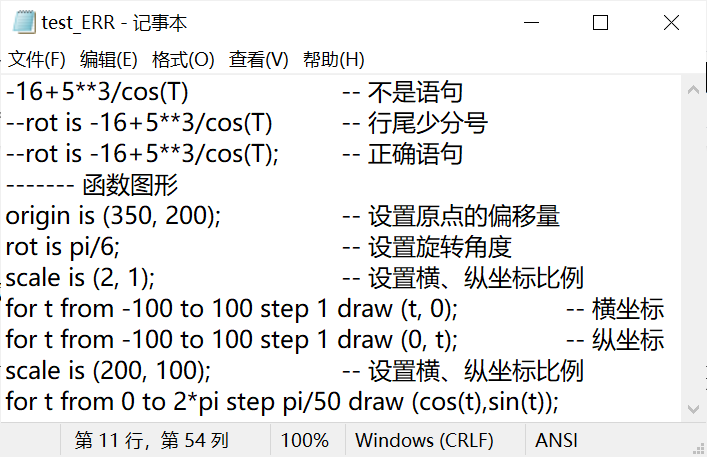 test_ERR - 记事本
文件(F) 编辑(E) 格式(O) 查看(V) 帮助(H)
-16+5**3/cos(T) -- 不是语句
--rot is -16+5**3/cos(T) -- 行尾少分号
--rot is -16+5**3/cos(T); -- 正确语句
------- 函数图形
origin is (350, 200); -- 设置原点的偏移量
rot is pi/6; -- 设置旋转角度
scale is (2, 1); -- 设置横、纵坐标比例
for t from -100 to 100 step 1 draw (t, 0); -- 横坐标
for t from -100 to 100 step 1 draw (0, t); -- 纵坐标
scale is (200, 100); -- 设置横、纵坐标比例
for t from 0 to 2*pi step pi/50 draw (cos(t),sin(t));
第 11 行，第 54 列 100% Windows (CRLF) ANSI